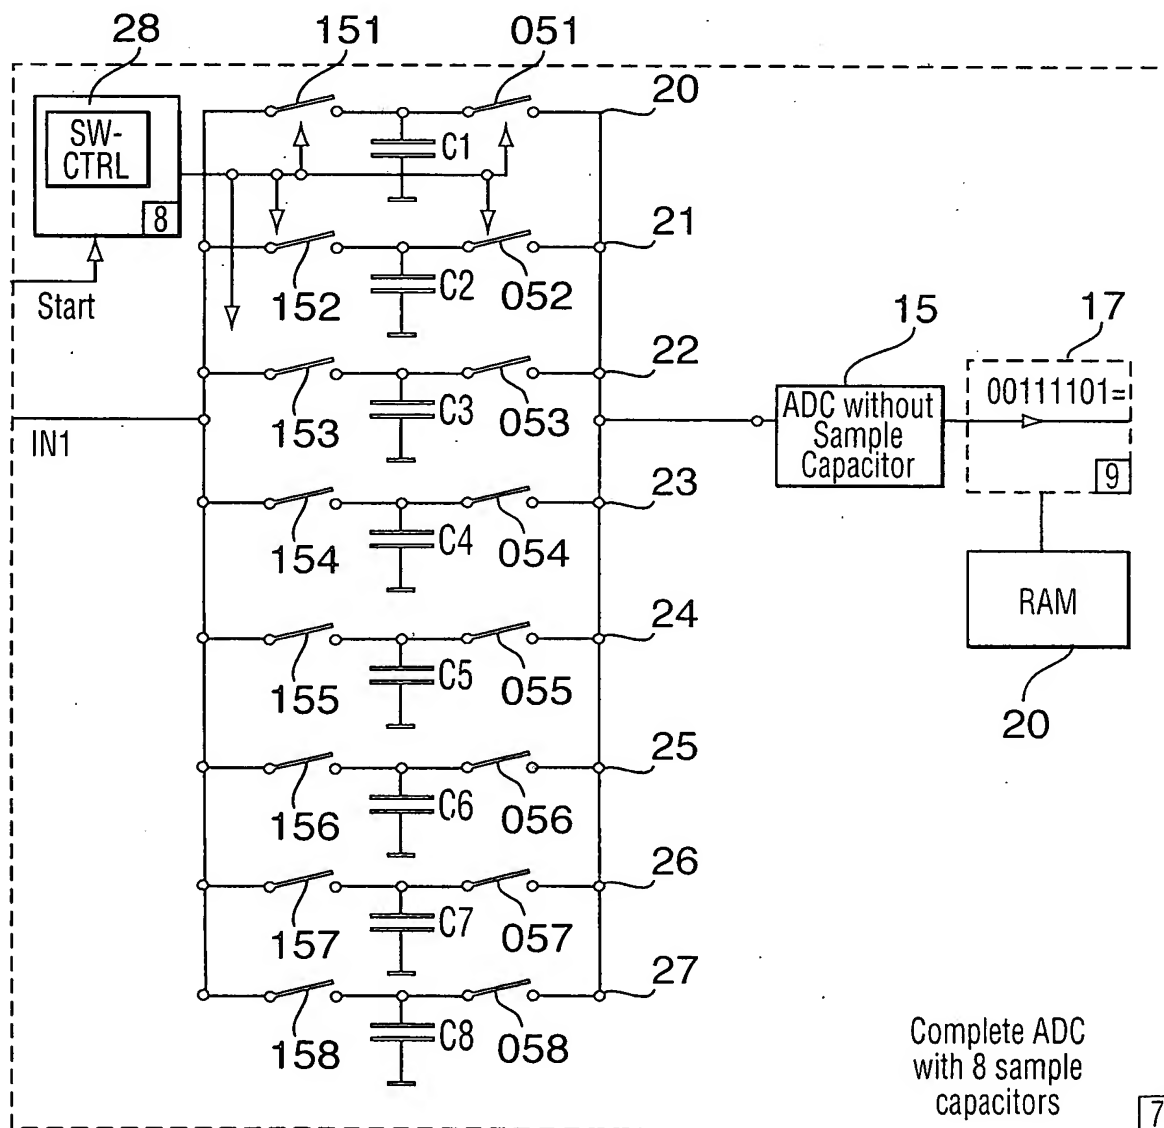 28
151
051
20
SW-
CTRL
C1
8
21
Start
152
C2
052
22
15
17
153
C3
053
IN1
ADC without
Sample
Capacitor
00111101=
9
23
154
C4
054
RAM
24
155
C5
055
20
25
156
C6
056
26
157
C7
057
27
158
C8
058
Complete ADC
with 8 sample
capacitors
7